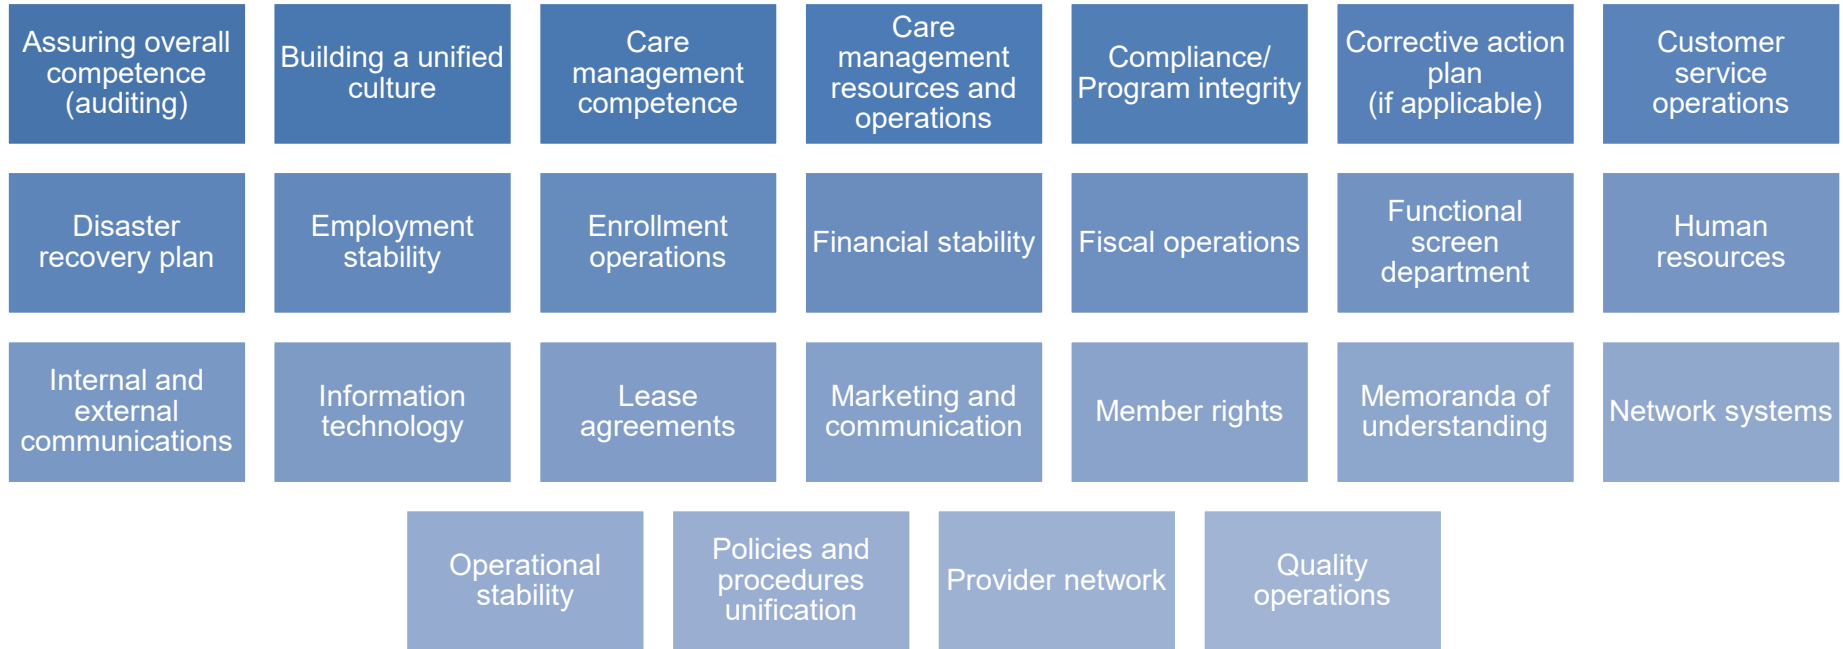 Assuring overall
competence
(auditing)
Building a unified
culture
Care
management
competence
Care
management
resources and
operations
Compliance/
Program integrity
Corrective action
plan
(if applicable)
Customer
service
operations
Disaster
recovery plan
Employment
stability
Enrollment
operations
Financial stability
Fiscal operations
Functional
screen
department
Human
resources
Internal and
external
communications
Information
technology
Lease
agreements
Marketing and
communication
Member rights
Memoranda of
understanding
Network systems
Operational
stability
Policies and
procedures
unification
Provider network
Quality
operations